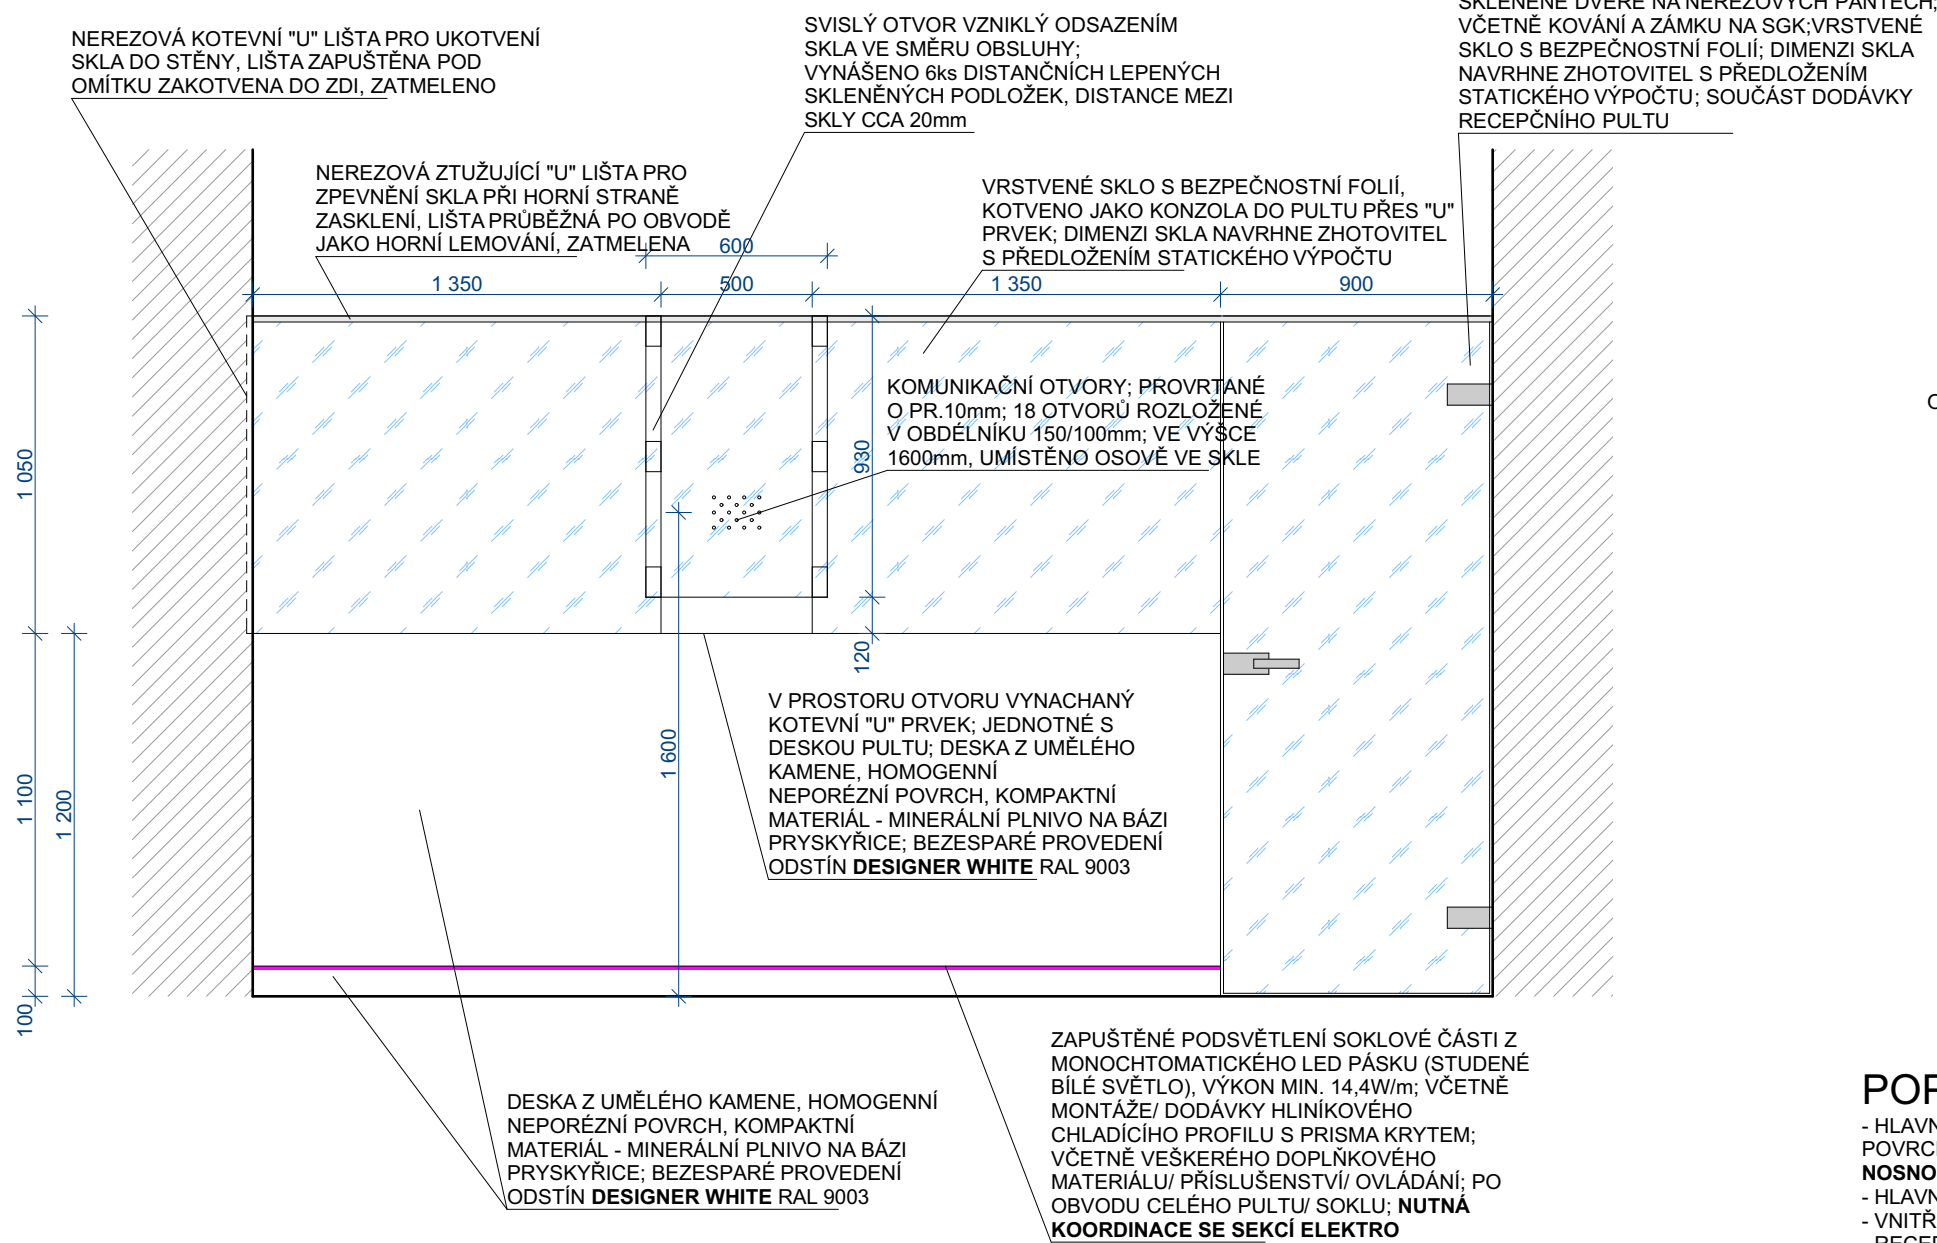 NEREZOVÁ KOTEVNÍ "U" LIŠTA PRO UKOTVENÍ
SKLA DO STĚNY, LIŠTA ZAPUŠTĚNA POD
OMÍTKU ZAKOTVENA DO ZDI, ZATMELENO
SVISLÝ OTVOR VZNIKLÝ ODSAZENÍM
SKLA VE SMĚRU OBSLUHY;
VYNÁŠENO 6ks DISTANČNÍCH LEPENÝCH
SKLENĚNÝCH PODLOŽEK, DISTANCE MEZI
SKLY CCA 20mm
SKLENĚNÉ DVEŘE NA NEREZOVÝCH PANTECH;
VČETNĚ KOVÁNÍ A ZÁMKU NA SGK;VRSTVENÉ
SKLO S BEZPEČNOSTNÍ FOLIÍ; DIMENZI SKLA
NAVRHNE ZHOTOVITEL S PŘEDLOŽENÍM
STATICKÉHO VÝPOČTU; SOUČÁST DODÁVKY
RECEPČNÍHO PULTU
NEREZOVÁ ZTUŽUJÍCÍ "U" LIŠTA PRO
ZPEVNĚNÍ SKLA PŘI HORNÍ STRANĚ
ZASKLENÍ, LIŠTA PRŮBĚŽNÁ PO OBVODĚ
JAKO HORNÍ LEMOVÁNÍ, ZATMELENA
VRSTVENÉ SKLO S BEZPEČNOSTNÍ FOLIÍ,
KOTVENO JAKO KONZOLA DO PULTU PŘES "U"
PRVEK; DIMENZI SKLA NAVRHNE ZHOTOVITEL
S PŘEDLOŽENÍM STATICKÉHO VÝPOČTU
600
1 350
500
1 350
900
KOMUNIKAČNÍ OTVORY; PROVRTANÉ
O PR.10mm; 18 OTVORŮ ROZLOŽENÉ
V OBDÉLNÍKU 150/100mm; VE VÝŠCE
1600mm, UMÍSTĚNO OSOVĚ VE SKLE
1 050
930
120
1 600
1 100
1 200
100
V PROSTORU OTVORU VYNACHANÝ
KOTEVNÍ "U" PRVEK; JEDNOTNÉ S
DESKOU PULTU; DESKA Z UMĚLÉHO
KAMENE, HOMOGENNÍ
NEPORÉZNÍ POVRCH, KOMPAKTNÍ
MATERIÁL - MINERÁLNÍ PLNIVO NA BÁZI
PRYSKYŘICE; BEZESPARÉ PROVEDENÍ
ODSTÍN DESIGNER WHITE RAL 9003
DESKA Z UMĚLÉHO KAMENE, HOMOGENNÍ
NEPORÉZNÍ POVRCH, KOMPAKTNÍ
MATERIÁL - MINERÁLNÍ PLNIVO NA BÁZI
PRYSKYŘICE; BEZESPARÉ PROVEDENÍ
ODSTÍN DESIGNER WHITE RAL 9003
ZAPUŠTĚNÉ PODSVĚTLENÍ SOKLOVÉ ČÁSTI Z
MONOCHTOMATICKÉHO LED PÁSKU (STUDENÉ
BÍLÉ SVĚTLO), VÝKON MIN. 14,4W/m; VČETNĚ
MONTÁŽE/ DODÁVKY HLINÍKOVÉHO
CHLADÍCÍHO PROFILU S PRISMA KRYTEM;
VČETNĚ VEŠKERÉHO DOPLŇKOVÉHO
MATERIÁLU/ PŘÍSLUŠENSTVÍ/ OVLÁDÁNÍ; PO
OBVODU CELÉHO PULTU/ SOKLU; NUTNÁ
KOORDINACE SE SEKCÍ ELEKTRO
- HLAVN
POVRCH
NOSNO
- HLAVN
- VNITŘ